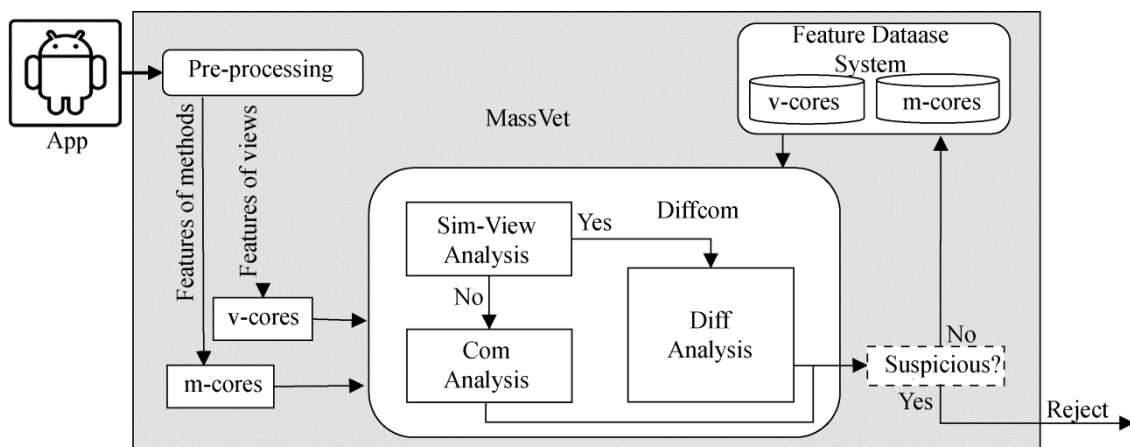 App
Pre-processing
Features of methods
Features of views
v-cores
m-cores
MassVet
Feature Dataase
System
v-cores
m-cores
Sim-View
Analysis
Yes
Diffcom
No
Com
Analysis
Diff
Analysis
No
Suspicious?
Yes
Reject